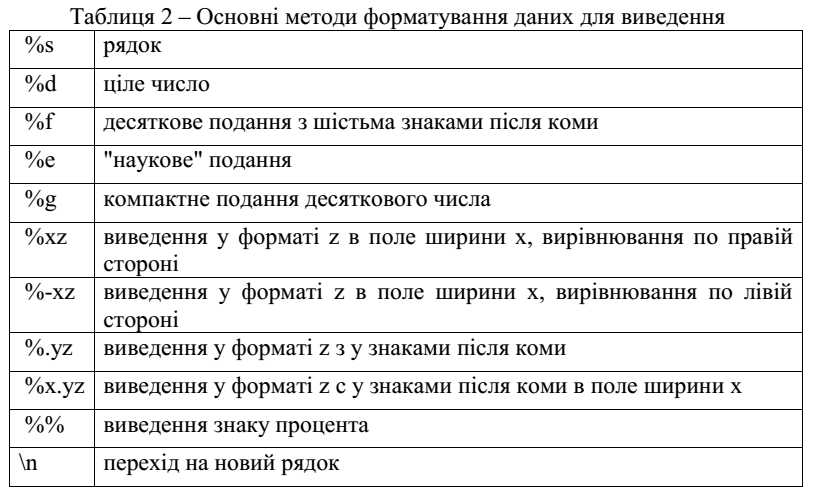 Таблиця 2 – Основні методи форматування даних для виведення
%s рядок
%d ціле число
%f десяткове подання з шістьма знаками після коми
%e "наукове" подання
%g компактне подання десяткового числа
%xz виведення у форматі z в поле ширини x, вирівнювання по правій
стороні
%-xz виведення у форматі z в поле ширини x, вирівнювання по лівій
стороні
%.yz виведення у форматі z з y знаками після коми
%x.yz виведення у форматі z с y знаками після коми в поле ширини x
%% виведення знаку процента
\n перехід на новий рядок